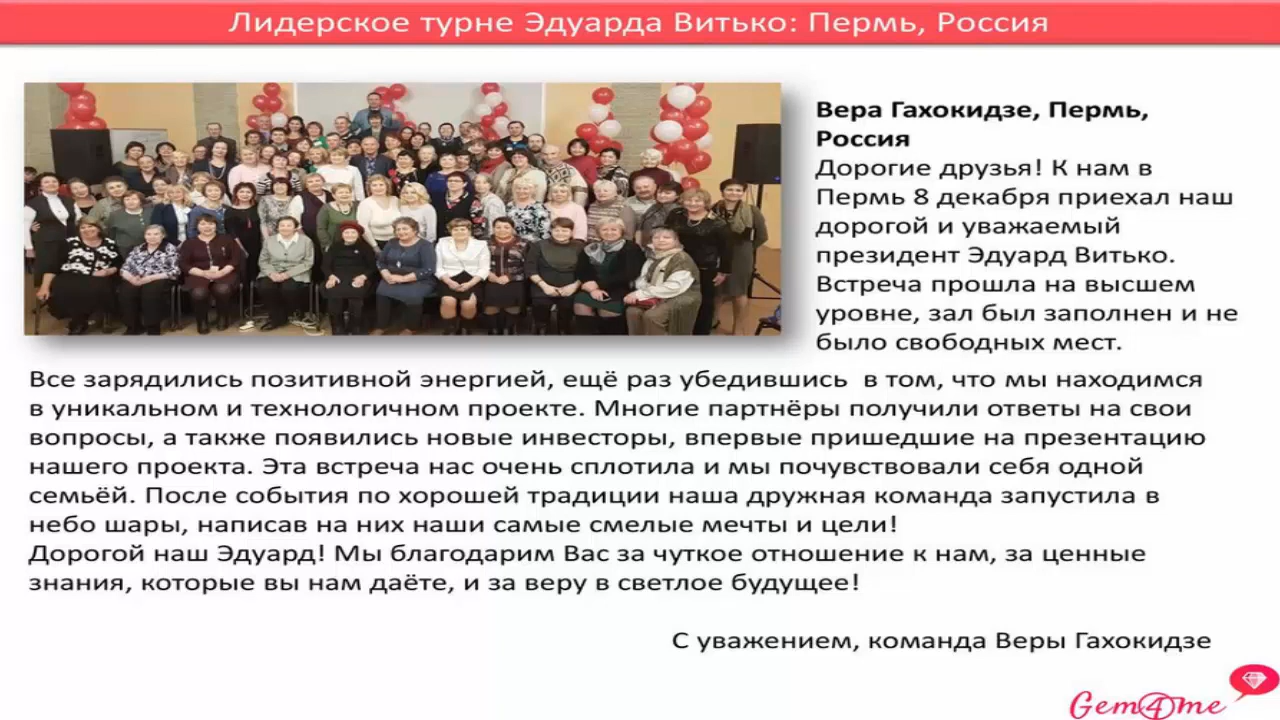 Лидерское турне Эдуарда Витько: Пермь, Россия
Вера Гахокидзе, Пермь,
Россия
Дорогие друзья! К нам в
Пермь 8 декабря приехал наш
дорогой и уважаемый
президент Эдуард Витько.
Встреча прошла на высшем
уровне, зал был заполнен и не
было свободных мест.
Все зарядились позитивной энергией, ещё раз убедившись  в том, что мы находимся
в уникальном и технологичном проекте. Многие партнёры получили ответы на свои
вопросы, а также появились новые инвесторы, впервые пришедшие на презентацию
нашего проекта. Эта встреча нас очень сплотила и мы почувствовали себя одной
семьёй. После события по хорошей традиции наша дружная команда запустила в
небо шары, написав на них наши самые смелые мечты и цели!
Дорогой наш Эдуард! Мы благодарим Вас за чуткое отношение к нам, за ценные
знания, которые вы нам даёте, и за веру в светлое будущее!
С уважением, команда Веры Гахокидзе
Gem4me